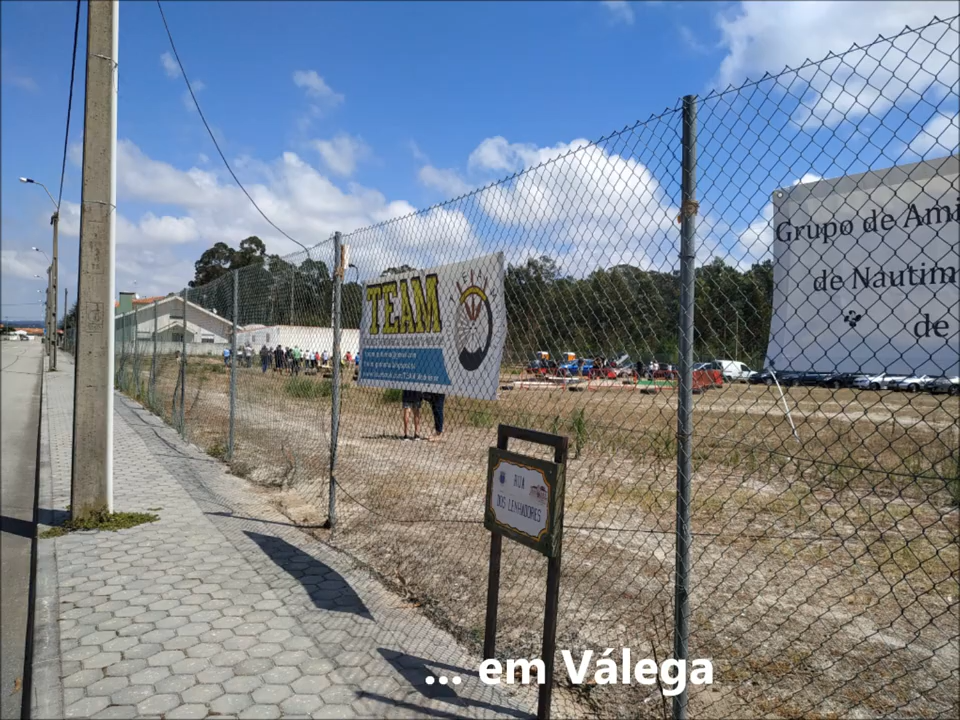 TEAM
Grupo de Ami
de Nautim
de
RUA
DOS LENHADORES
... em Válega